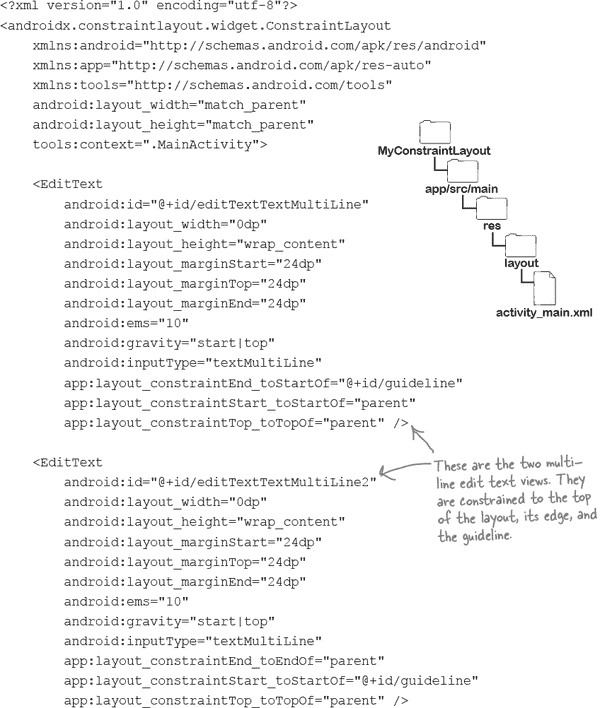 <?xml version="1.0" encoding="utf-8"?>
<androidx.constraintlayout.widget.ConstraintLayout
xmlns:android="http://schemas.android.com/apk/res/android"
xmlns:app="http://schemas.android.com/apk/res-auto"
xmlns:tools="http://schemas.android.com/tools"
android:layout_width="match_parent"
android:layout_height="match_parent"
tools:context=".MainActivity">
MyConstraintLayout
app/src/main
res
layout
activity_main.xml
<EditText
android:id="@+id/editTextTextMultiLine"
android:layout_width="0dp"
android:layout_height="wrap_content"
android:layout_marginStart="24dp"
android:layout_marginTop="24dp"
android:layout_marginEnd="24dp"
android:ems="10"
android:gravity="start|top"
android:inputType="textMultiLine"
app:layout_constraintEnd_toStartOf="@+id/guideline"
app:layout_constraintStart_toStartOf="parent"
app:layout_constraintTop_toTopOf="parent" />
<EditText
android:id="@+id/editTextTextMultiLine2"
android:layout_width="0dp"
android:layout_height="wrap_content"
android:layout_marginStart="24dp"
android:layout_marginTop="24dp"
android:layout_marginEnd="24dp"
android:ems="10"
android:gravity="start|top"
android:inputType="textMultiLine"
app:layout_constraintEnd_toEndOf="parent"
app:layout_constraintStart_toStartOf="@+id/guideline"
app:layout_constraintTop_toTopOf="parent" />
These are the two multi-
line edit text views. They
are constrained to the top
of the layout, its edge, and
the guideline.